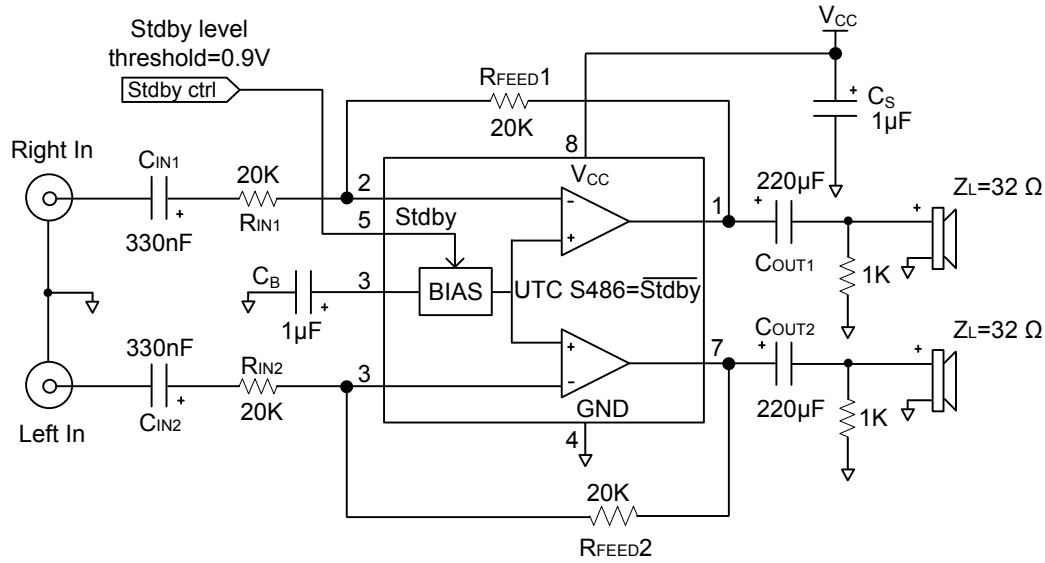 Stdby level
threshold=0.9V
Stdby ctrl
VCC
RFEED1
20K
CS
1µF
8
VCC
Right In
CIN1
330nF
20K
RIN1
2
5
Stdby
1
220µF
COUT1
1K
ZL=32 Ω
CB
1µF
3
BIAS
UTC S486=Stdby
330nF
CIN2
Left In
RIN2
20K
3
GND
4
7
COUT2
220µF
1K
ZL=32 Ω
20K
RFEED2